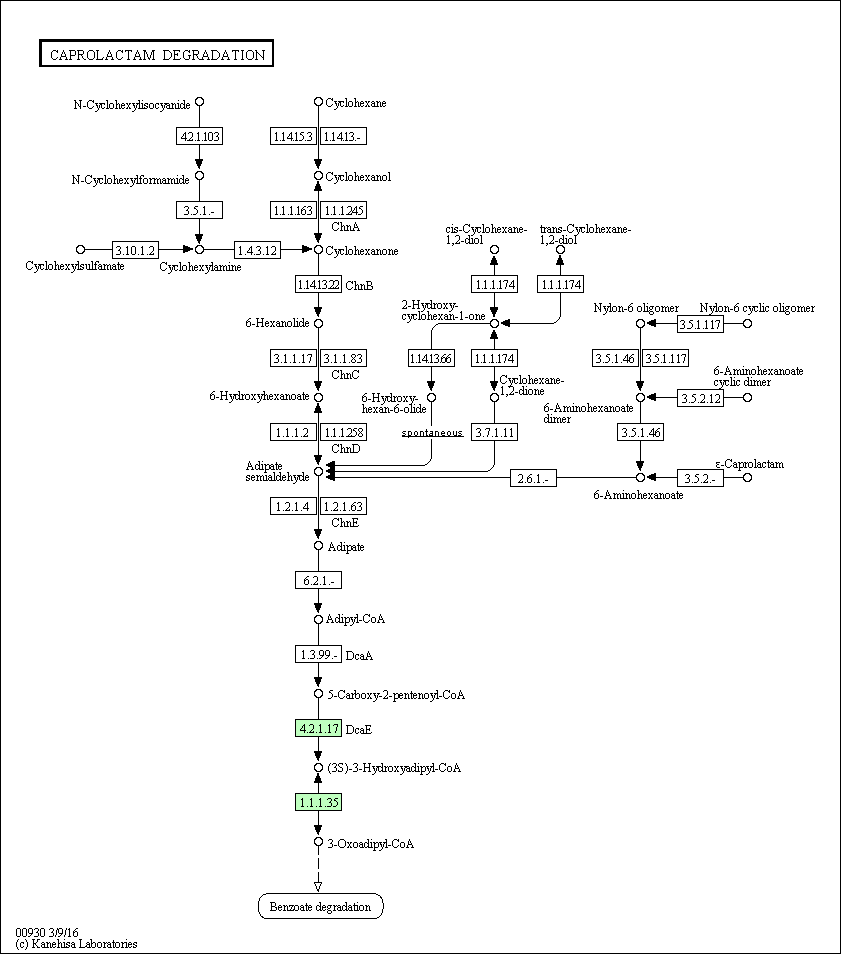 CAPROLACTAM DEGRADATION
N-Cyclohexylisocyanide
Cyclohexane
4.2.1.103
1.14.15.3
1.14.13.-
N-Cyclohexylformamide
Cyclohexanol
3.5.1.-
1.1.1.163
1.1.1.245
ChnA
cis-Cyclohexane-
1,2-diol
trans-Cyclohexane-
1,2-diol
3.10.1.2
1.4.3.12
Cyclohexanone
Cyclohexylsulfamate
Cyclohexylamine
1.14.13.22
ChnB
1.1.1.174
1.1.1.174
2-Hydroxy-
cyclohexan-1-one
Nylon-6 oligomer
Nylon-6 cyclic oligomer
6-Hexanolide
3.5.1.117
3.1.1.17
3.1.1.83
ChnC
1.14.13.66
1.1.1.174
3.5.1.46
3.5.1.117
6-Aminohexanoate
cyclic dimer
Cyclohexane-
1,2-dione
6-Hydroxyhexanoate
6-Hydroxy-
hexan-6-olide
3.5.2.12
6-Aminohexanoate
dimer
1.1.1.2
1.1.1.258
ChnD
spontaneous
3.7.1.11
3.5.1.46
Adipate
semialdehyde
ε-Caprolactam
2.6.1.-
3.5.2.-
6-Aminohexanoate
1.2.1.4
1.2.1.63
ChnE
Adipate
6.2.1.-
Adipyl-CoA
1.3.99.-
DcaA
5-Carboxy-2-pentenoyl-CoA
4.2.1.17
DcaE
(3S)-3-Hydroxyadipyl-CoA
1.1.1.35
3-Oxoadipyl-CoA
Benzoate degradation
00930 3/9/16
(c) Kanehisa Laboratories